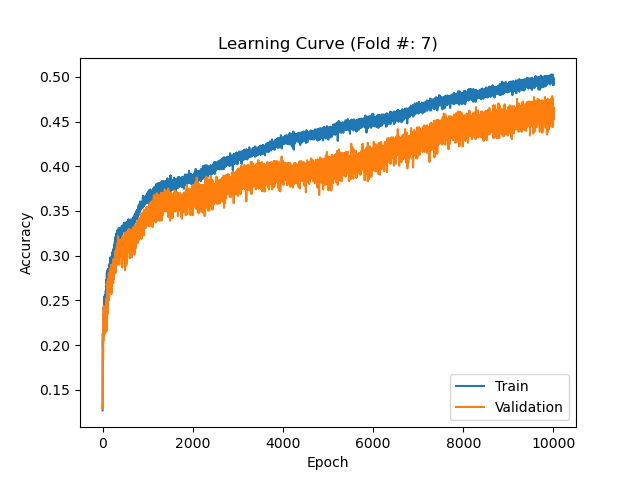 Learning Curve (Fold #: 7)
Accuracy
0.50
0.45
0.40
0.35
0.30
0.25
0.20
0.15
0 2000 4000 6000 8000 10000
Epoch
Train
Validation